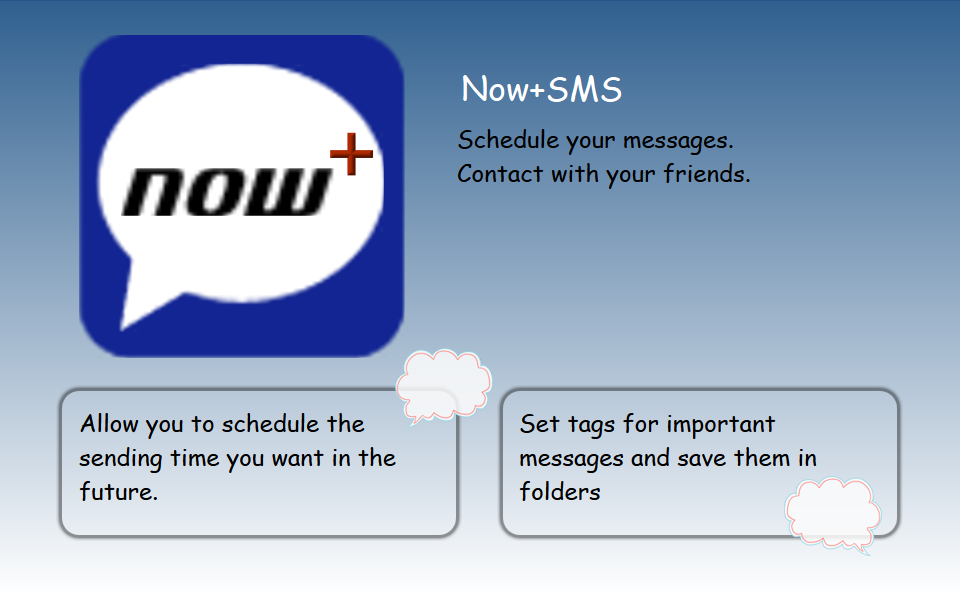 now+
Now+SMS
Schedule your messages.
Contact with your friends.
Allow you to schedule the
sending time you want in the
future.
Set tags for important
messages and save them in
folders